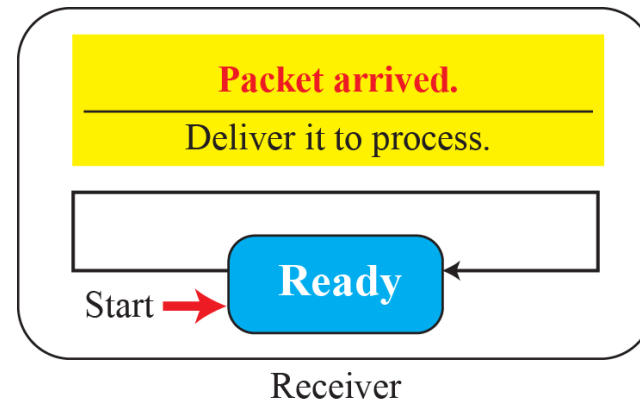 Packet arrived.
Deliver it to process.
Ready
Start
Receiver